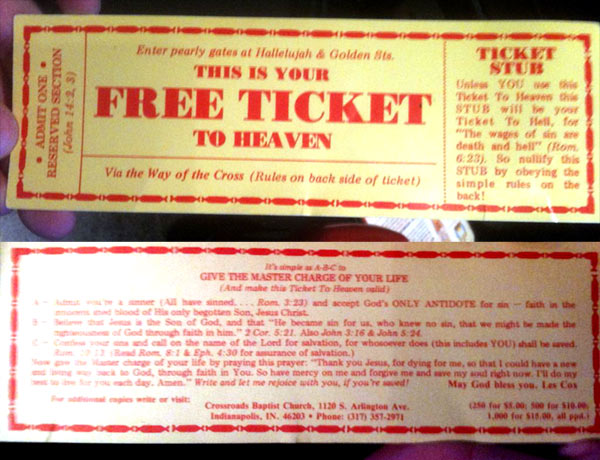 • ADMIT ONE •
RESERVED SECTION
(John 14:2, 3)
Enter pearly gates at Hallelujah & Golden Sts.
THIS IS YOUR
FREE TICKET
TO HEAVEN
Via the Way of the Cross (Rules on back side of ticket)
TICKET
STUB
Unless YOU use this
Ticket To Heaven this
STUB will be your
Ticket To Hell, for
"The wages of sin are
death and hell" (Rom.
6:23). So nullify this
STUB by obeying the
simple rules on the
back!
It's simple as A-B-C to
GIVE THE MASTER CHARGE OF YOUR LIFE
(And make this Ticket To Heaven valid)
A – Admit you're a sinner (All have sinned. . . . Rom. 3:23) and accept God's ONLY ANTIDOTE for sin — faith in the
shed blood of His only begotten Son, Jesus Christ.
B – Believe that Jesus is the Son of God, and that "He became sin for us, who knew no sin, that we might be made the
righteousness of God through faith in him." 2 Cor. 5:21. Also John 3:16 & John 5:24.
C – Confess your sins and call on the name of the Lord for salvation, for whosoever does (this includes YOU) shall be saved.
Rom. 10:13 (Read Rom. 8:1 & Eph. 4:30 for assurance of salvation.)
Now give the Master charge of your life by praying this prayer: "Thank you Jesus, for dying for me, so that I could have a new
and living way back to God, through faith in You. So have mercy on me and forgive me and save my soul right now. I'll do my
best to live for you each day. Amen." Write and let me rejoice with you, if you're saved! May God bless you. Les Cox
For additional copies write or visit:
Crossroads Baptist Church, 1120 S. Arlington Ave.
Indianapolis, IN. 46203 • Phone: (317) 357-2971
(250 for $5.00; 500 for $10.00;
1,000 for $15.00, all ppd.)